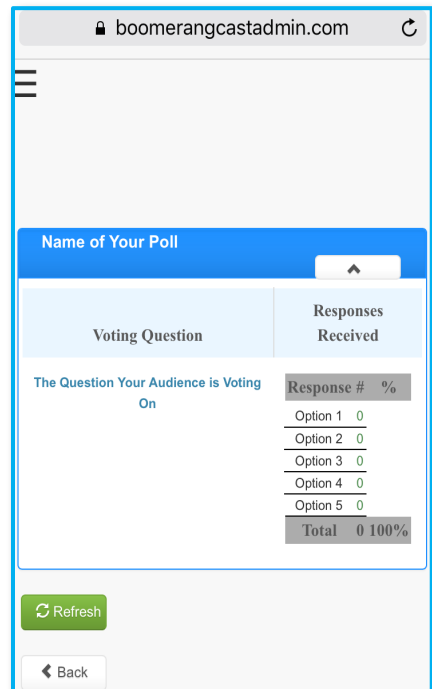 boomerangcastadmin.com
Name of Your Poll
Voting Question
Responses
Received
The Question Your Audience is Voting
On
Response # %
Option 1 0
Option 2 0
Option 3 0
Option 4 0
Option 5 0
Total 0 100%
Refresh
Back